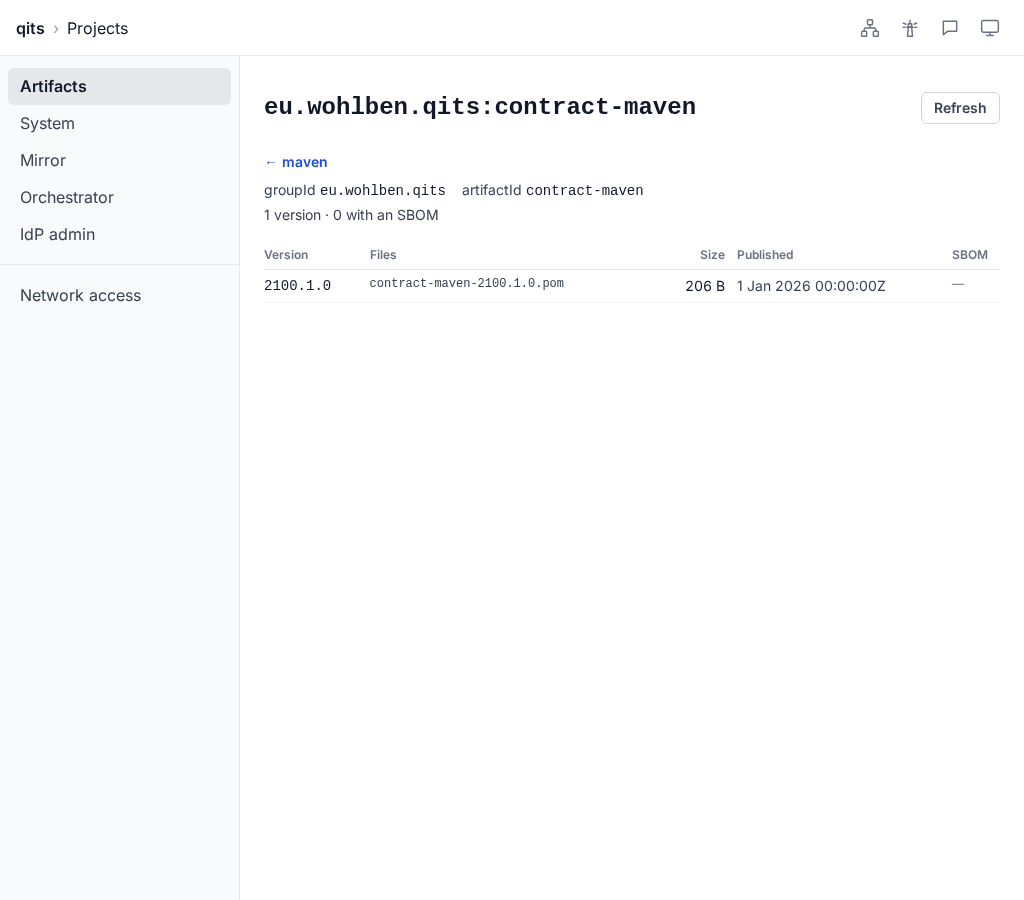 qits › Projects
Artifacts
System
Mirror
Orchestrator
IdP admin
Network access
eu.wohlben.qits:contract-maven
Refresh
← maven
groupId eu.wohlben.qits artifactId contract-maven
1 version · 0 with an SBOM
Version Files Size Published SBOM
2100.1.0 contract-maven-2100.1.0.pom 206 B 1 Jan 2026 00:00:00Z —